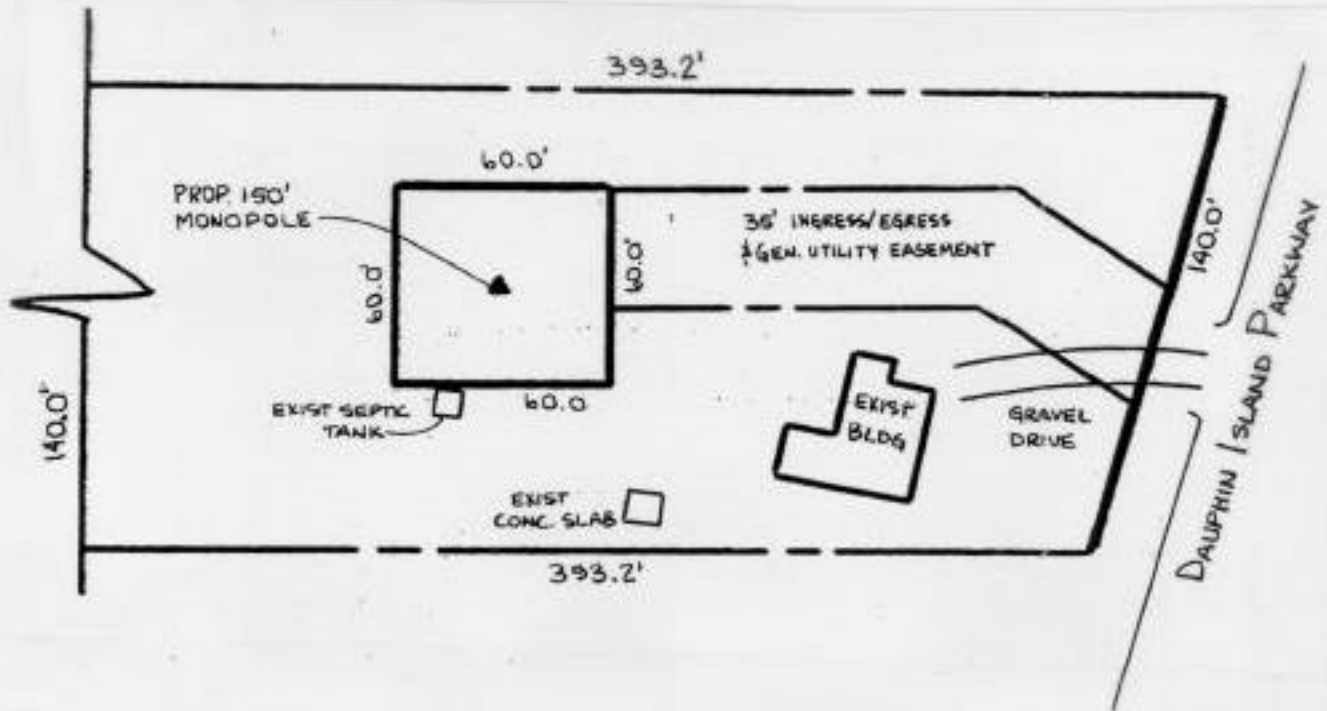 393.2'
60.0'
PROP. 150'
MONOPOLE
35' INGRESS/EGRESS
& GEN. UTILITY EASEMENT
140.0'
60.0'
60.0'
DAUPHIN ISLAND PARKWAY
EXIST SEPTIC
TANK
60.0
EXIST
BLDG
GRAVEL
DRIVE
140.0'
EXIST
CONC. SLAB
393.2'